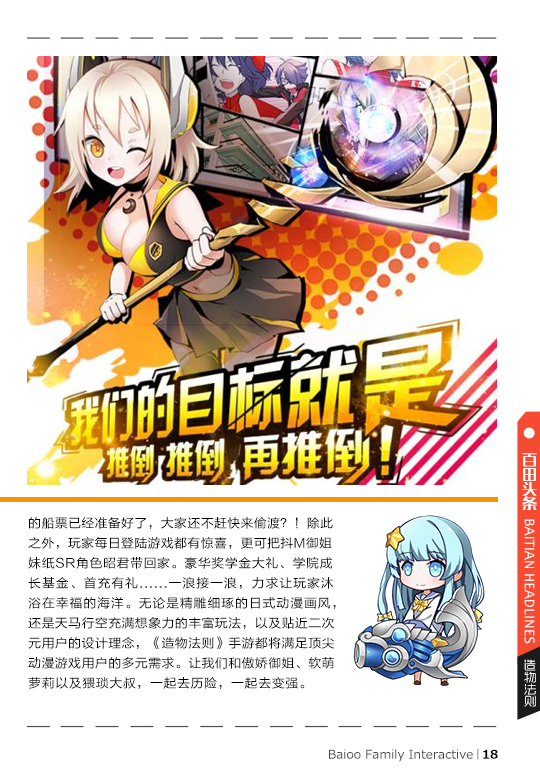 我们的目标就是
推倒 推倒 再推倒！
的船票已经准备好了，大家还不赶快来偷渡？！除此
之外，玩家每日登陆游戏都有惊喜，更可把抖M御姐
妹纸SR角色昭君带回家。豪华奖学金大礼、学院成
长基金、首充有礼……一浪接一浪，力求让玩家沐
浴在幸福的海洋。无论是精雕细琢的日式动漫画风，
还是天马行空充满想象力的丰富玩法，以及贴近二次
元用户的设计理念，《造物法则》手游都将满足顶尖
动漫游戏用户的多元需求。让我们和傲娇御姐、软萌
萝莉以及猥琐大叔，一起去历险，一起去变强。
百田头条
BAITIAN HEADLINES
造物法则
Baioo Family Interactive | 18